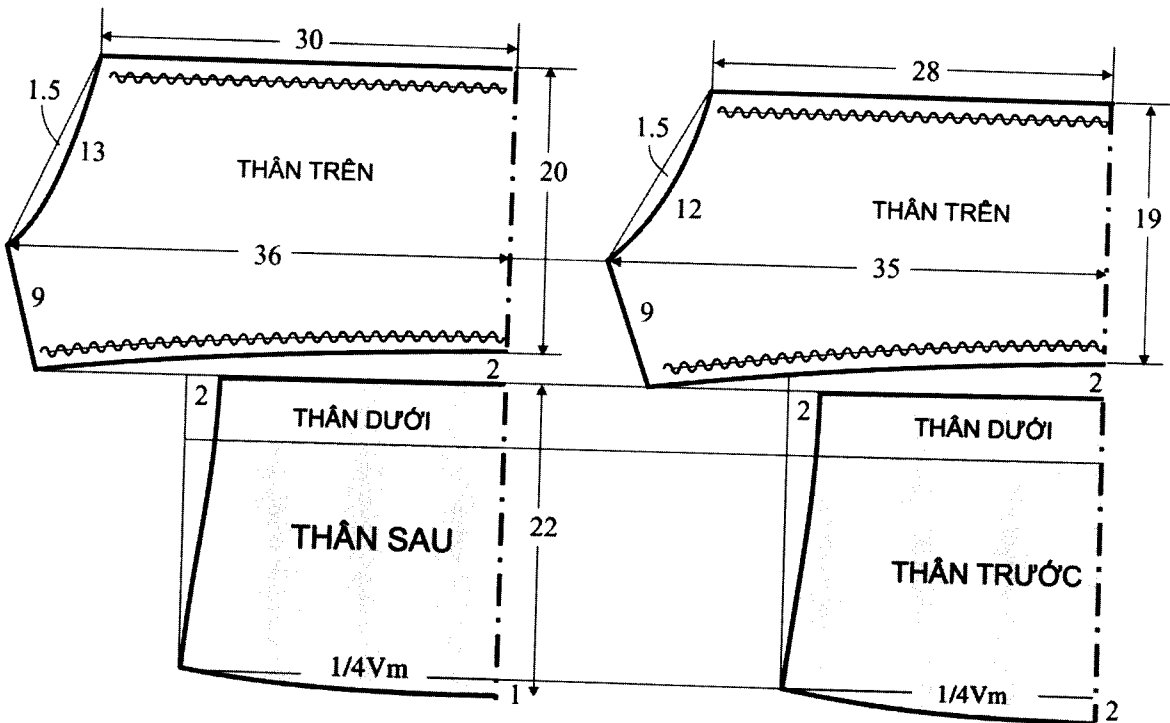 30
1.5
13
THÂN TRÊN
20
36
9
2
28
1.5
12
THÂN TRÊN
19
35
9
2
2
THÂN DƯỚI
22
THÂN SAU
1/4Vm
1
2
THÂN DƯỚI
THÂN TRƯỚC
1/4Vm
2